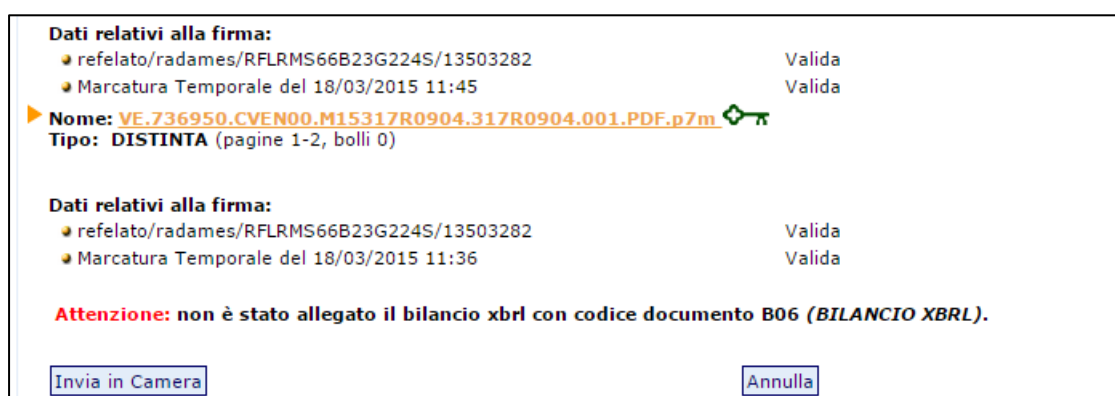 Dati relativi alla firma:
refelato/radames/RFLRMS66B23G224S/13503282 Valida
Marcatura Temporale del 18/03/2015 11:45 Valida
Nome: VE.736950.CVEN00.M15317R0904.317R0904.001.PDF.p7m
Tipo: DISTINTA (pagine 1-2, bolli 0)
Dati relativi alla firma:
refelato/radames/RFLRMS66B23G224S/13503282 Valida
Marcatura Temporale del 18/03/2015 11:36 Valida
Attenzione: non è stato allegato il bilancio xbrl con codice documento B06 (BILANCIO XBRL).
Invia in Camera Annulla